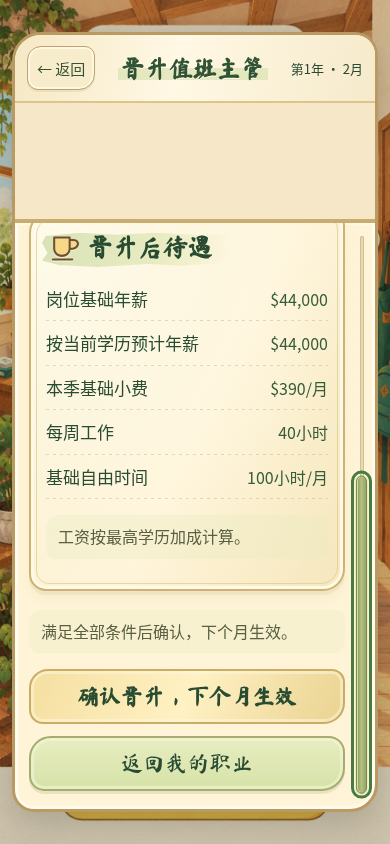 ← 返回
晋升值班主管
第1年 · 2月
晋升后待遇
岗位基础年薪 $44,000
按当前学历预计年薪 $44,000
本季基础小费 $390/月
每周工作 40小时
基础自由时间 100小时/月
工资按最高学历加成计算。
满足全部条件后确认，下个月生效。
确认晋升，下个月生效
返回我的职业